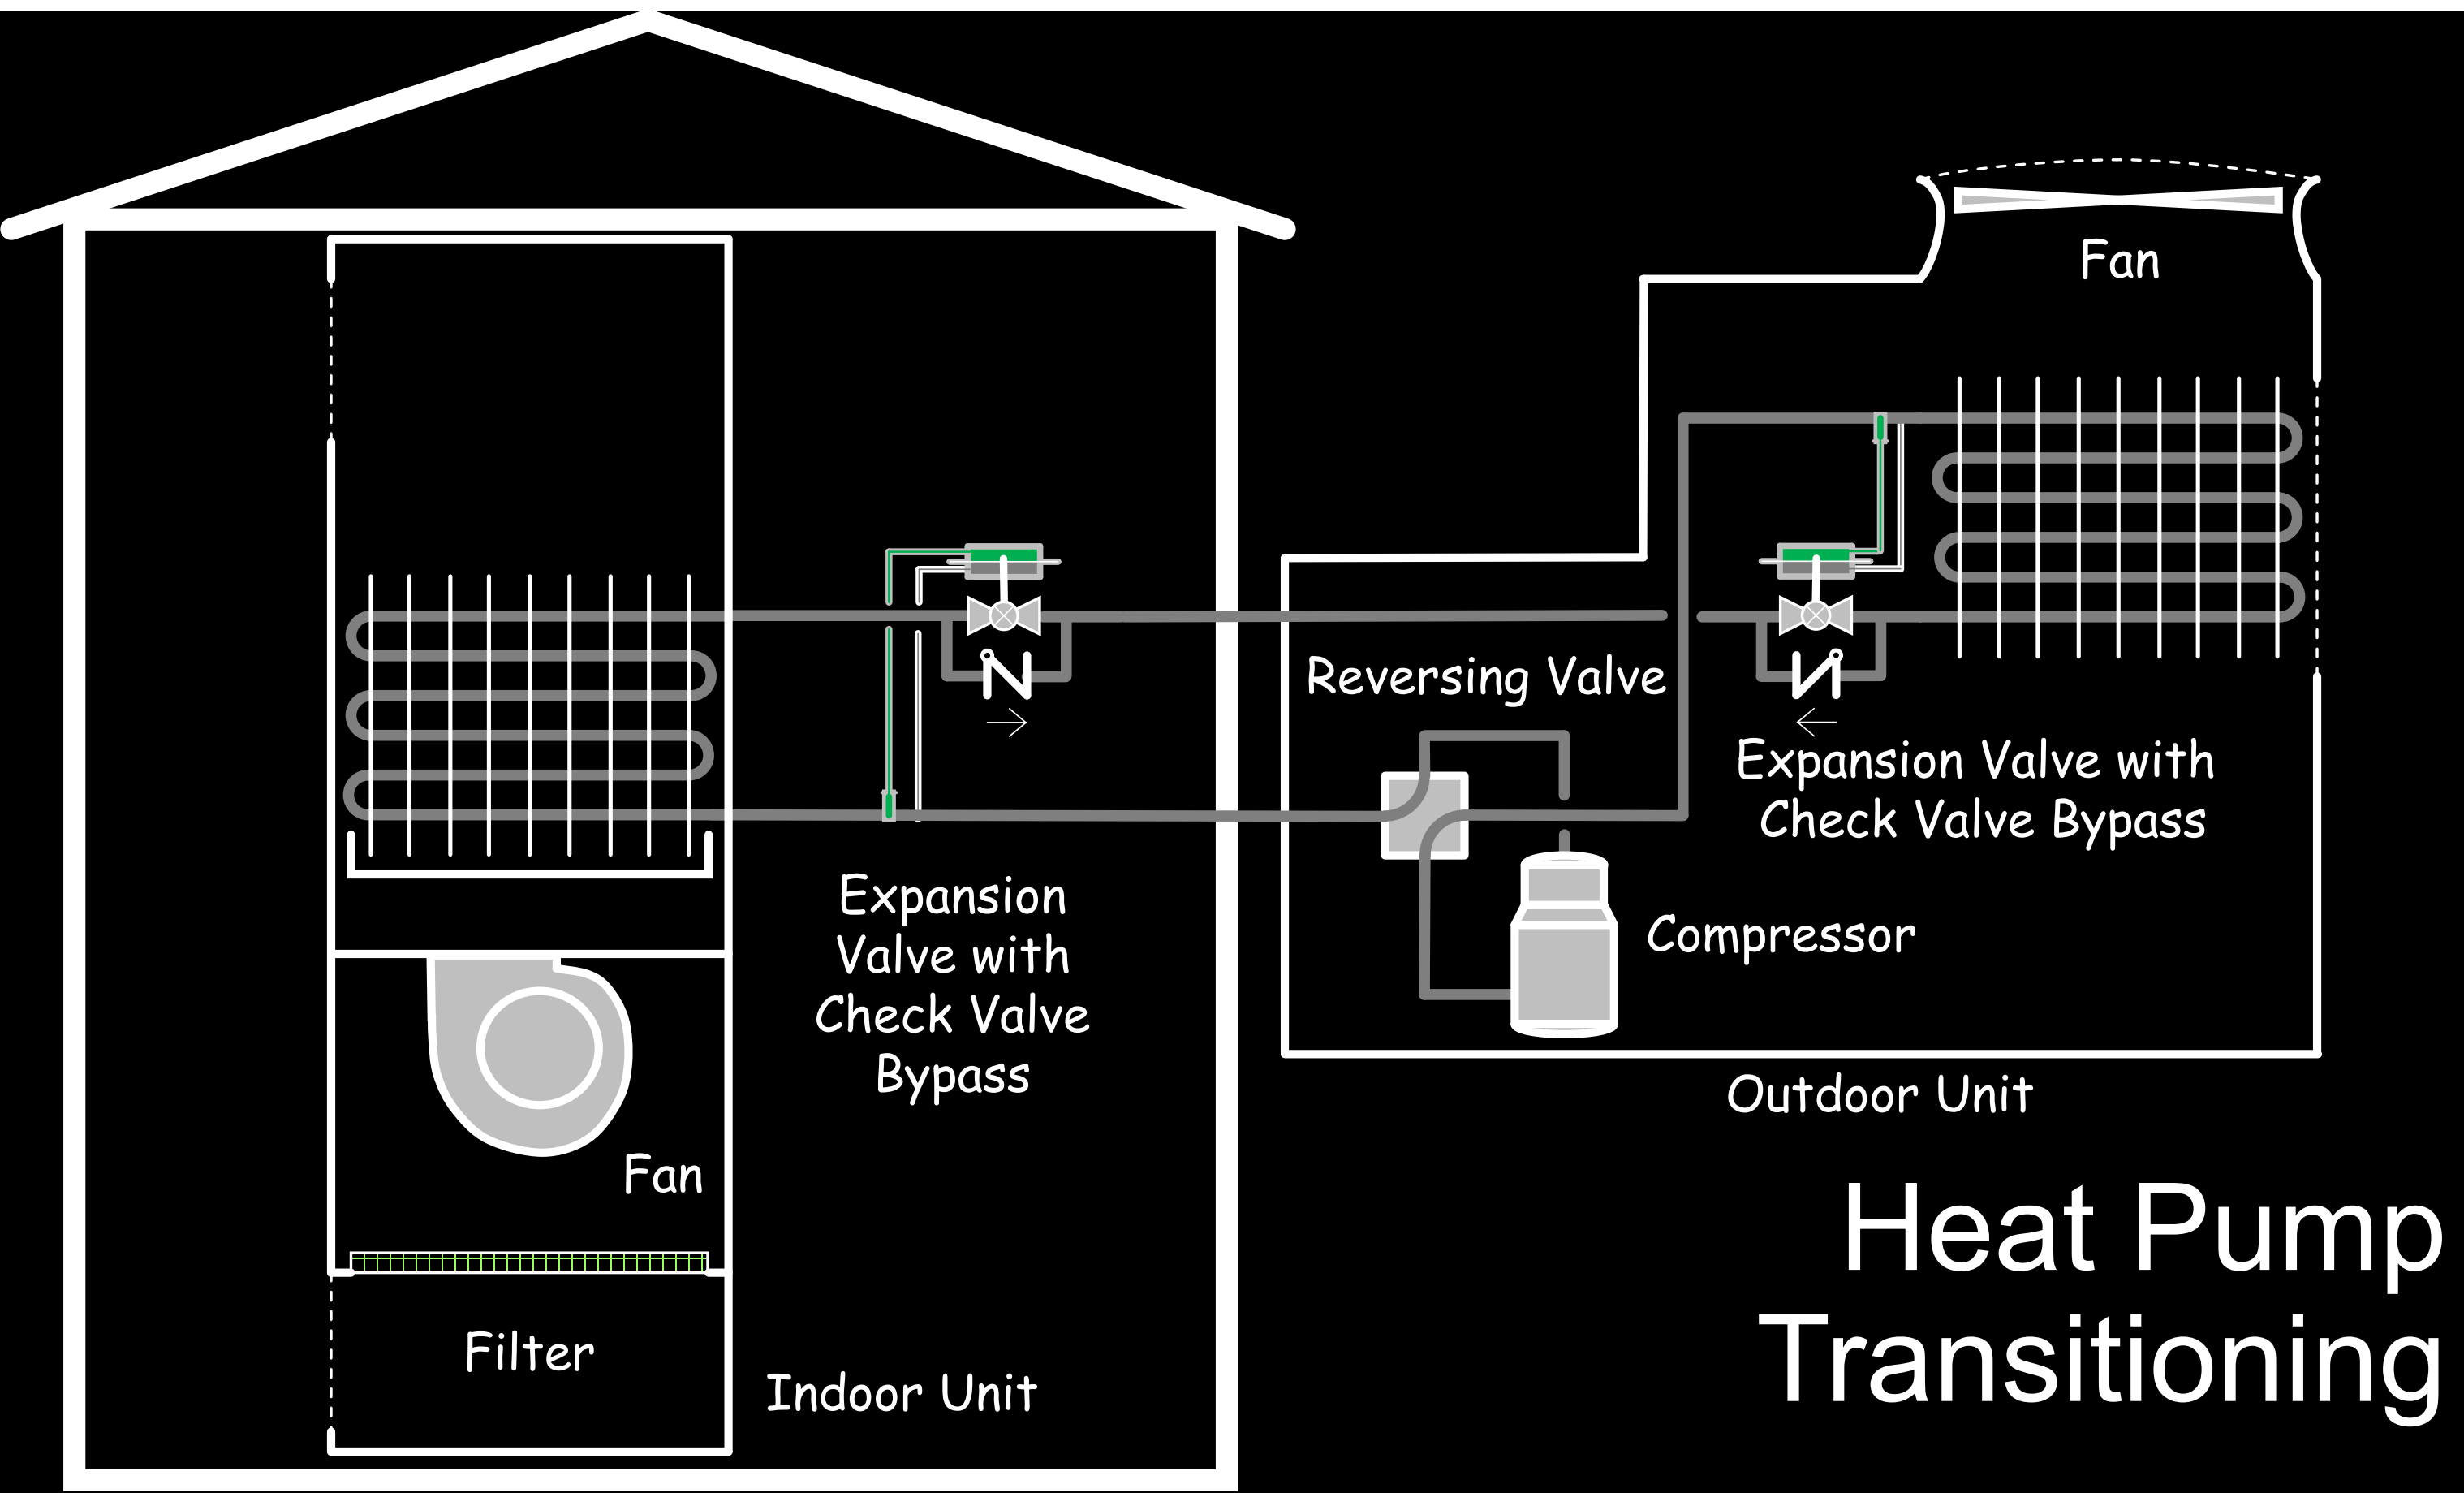 Fan
Reversing Valve
Expansion Valve with
Check Valve Bypass
Expansion
Valve with
Check Valve
Bypass
Compressor
Outdoor Unit
Fan
Filter
Indoor Unit
Heat Pump
Transitioning